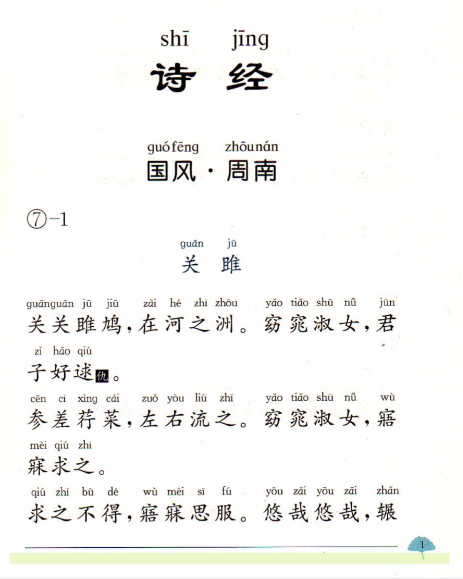 shī jīng
诗 经
guó fēng zhōu nán
国风·周南
⑦-1
guān jū
关 雎
guānguān jū jiū zài hé zhī zhōu yǎo tiǎo shū nǚ jūn
关关雎鸠,在河之洲。窈窕淑女,君
zǐ hǎo qiú
子好逑仇。
cēn cī xìng cài zuǒ yòu liú zhī yǎo tiǎo shū nǚ wù
参差荇菜,左右流之。窈窕淑女,寤
mèi qiú zhī
寐求之。
qiú zhī bù dé wù mèi sī fú yōu zāi yōu zāi zhǎn
求之不得,寤寐思服。悠哉悠哉,辗
1